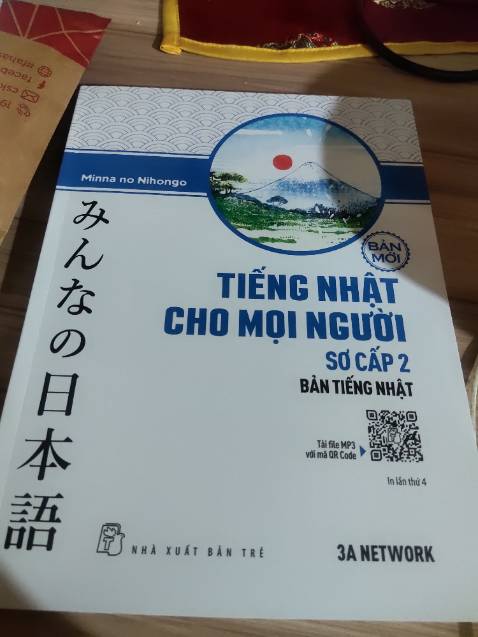 Minna no Nihongo
みんなの日本語
BẢN
MỚI
TIẾNG NHẬT
CHO MỌI NGƯỜI
SƠ CẤP 2
BẢN TIẾNG NHẬT
Tải file MP3
với mã QR Code
In lần thứ 4
NHÀ XUẤT BẢN TRẺ
3A NETWORK